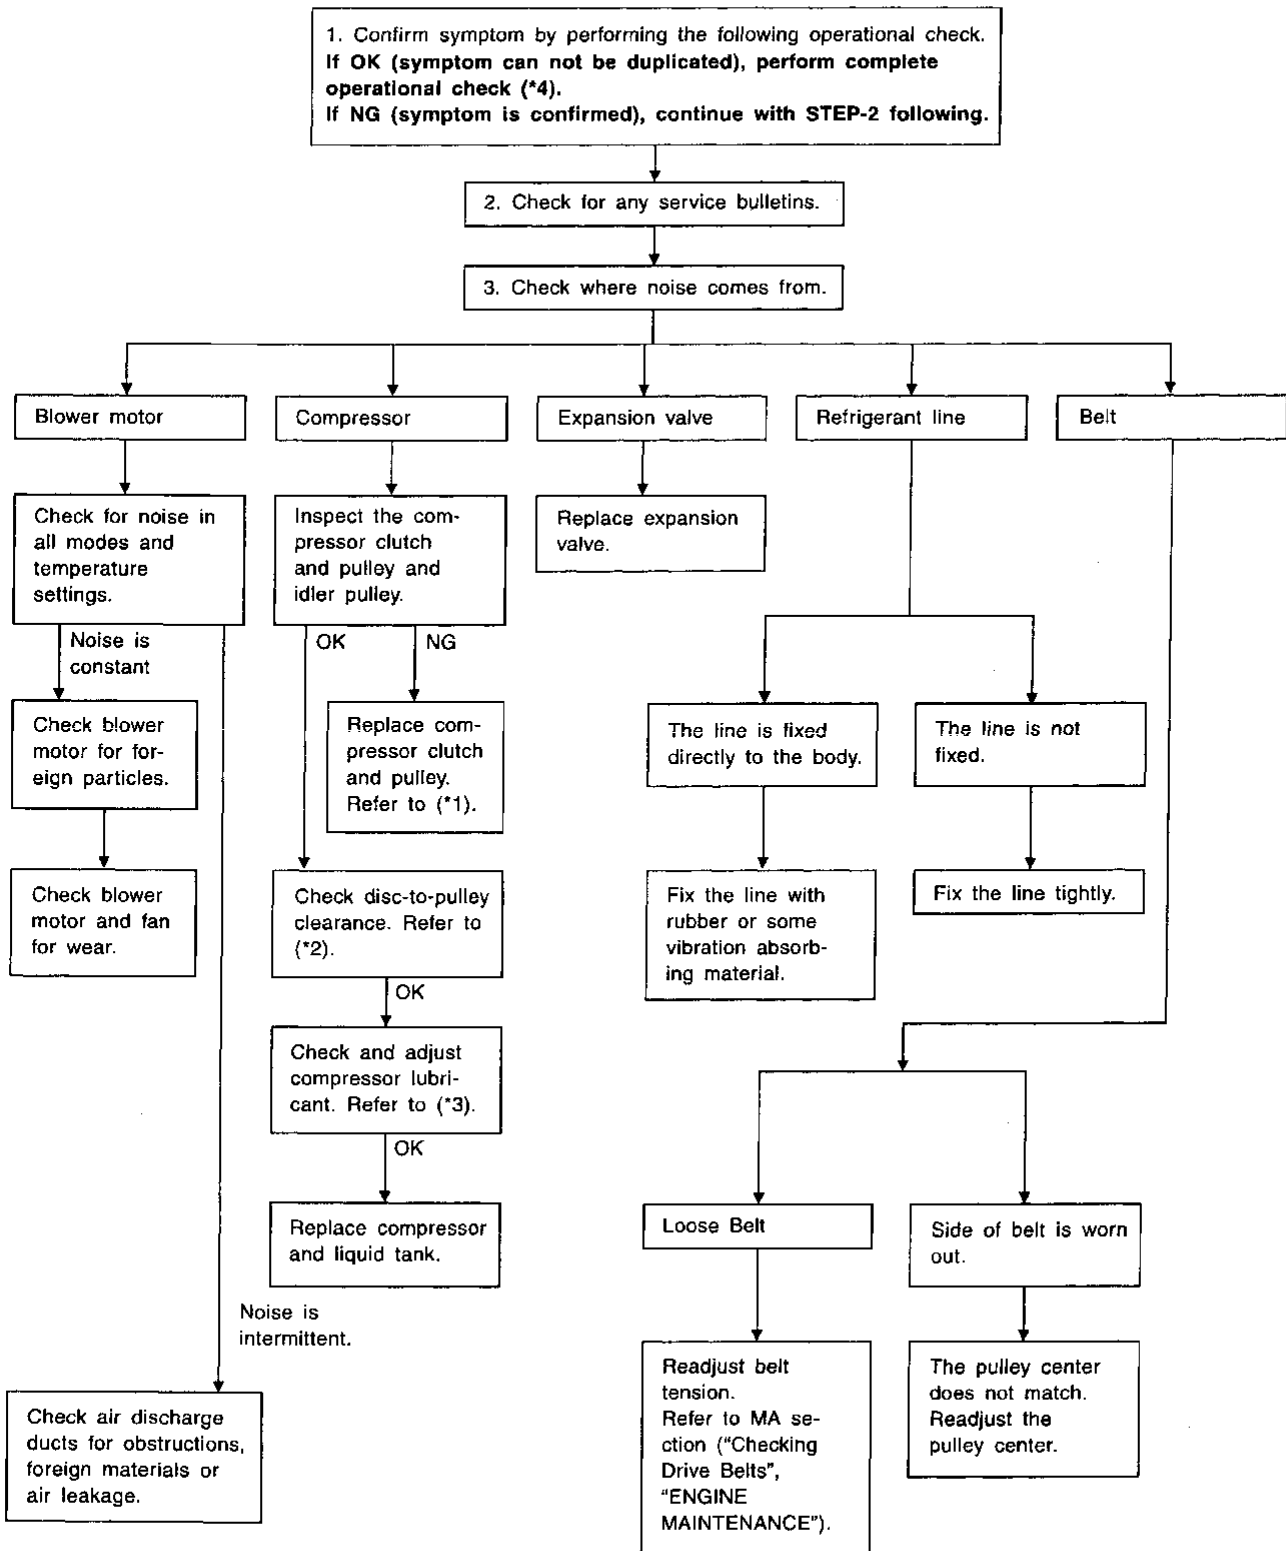 1. Confirm symptom by performing the following operational check.
If OK (symptom can not be duplicated), perform complete
operational check (*4).
If NG (symptom is confirmed), continue with STEP-2 following.
2. Check for any service bulletins.
3. Check where noise comes from.
Blower motor
Compressor
Expansion valve
Refrigerant line
Belt
Check for noise in
all modes and
temperature
settings.
Inspect the com-
pressor clutch
and pulley and
idler pulley.
Replace expansion
valve.
Noise is
constant
OK
NG
Check blower
motor for for-
eign particles.
Replace com-
pressor clutch
and pulley.
Refer to (*1).
The line is fixed
directly to the body.
The line is not
fixed.
Check blower
motor and fan
for wear.
Check disc-to-pulley
clearance. Refer to
(*2).
Fix the line with
rubber or some
vibration absorb-
ing material.
Fix the line tightly.
OK
Check and adjust
compressor lubri-
cant. Refer to (*3).
OK
Replace compressor
and liquid tank.
Loose Belt
Side of belt is worn
out.
Noise is
intermittent.
Check air discharge
ducts for obstructions,
foreign materials or
air leakage.
Readjust belt
tension.
Refer to MA se-
ction ("Checking
Drive Belts",
"ENGINE
MAINTENANCE").
The pulley center
does not match.
Readjust the
pulley center.